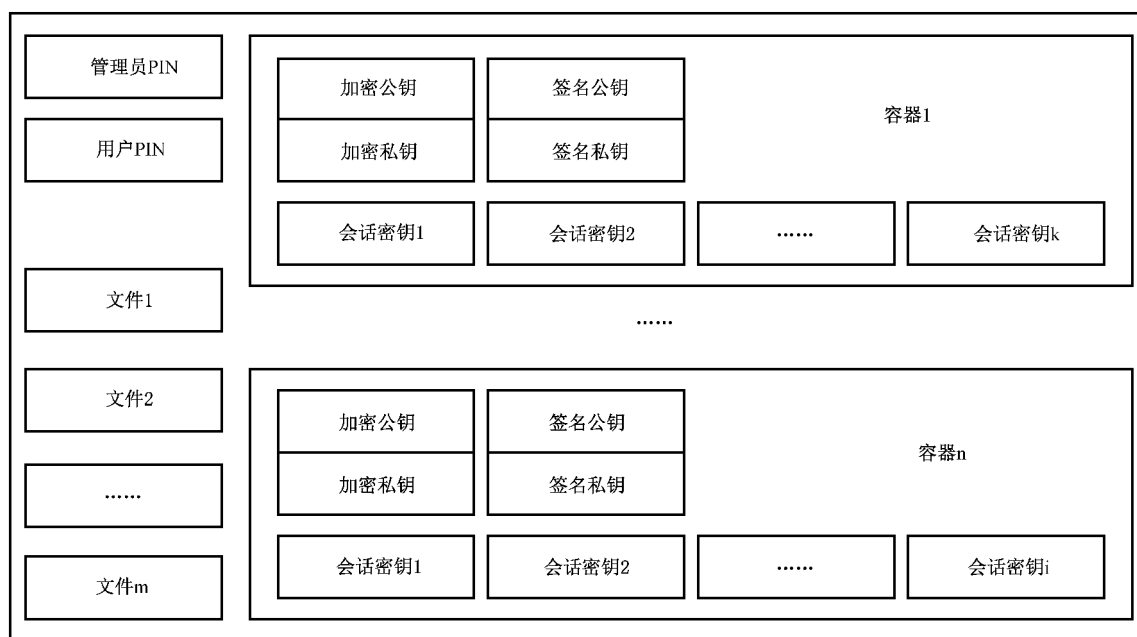 管理员PIN
用户PIN
文件1
文件2
……
文件m
加密公钥
签名公钥
容器1
加密私钥
签名私钥
会话密钥1
会话密钥2
……
会话密钥k
……
加密公钥
签名公钥
容器n
加密私钥
签名私钥
会话密钥1
会话密钥2
……
会话密钥i